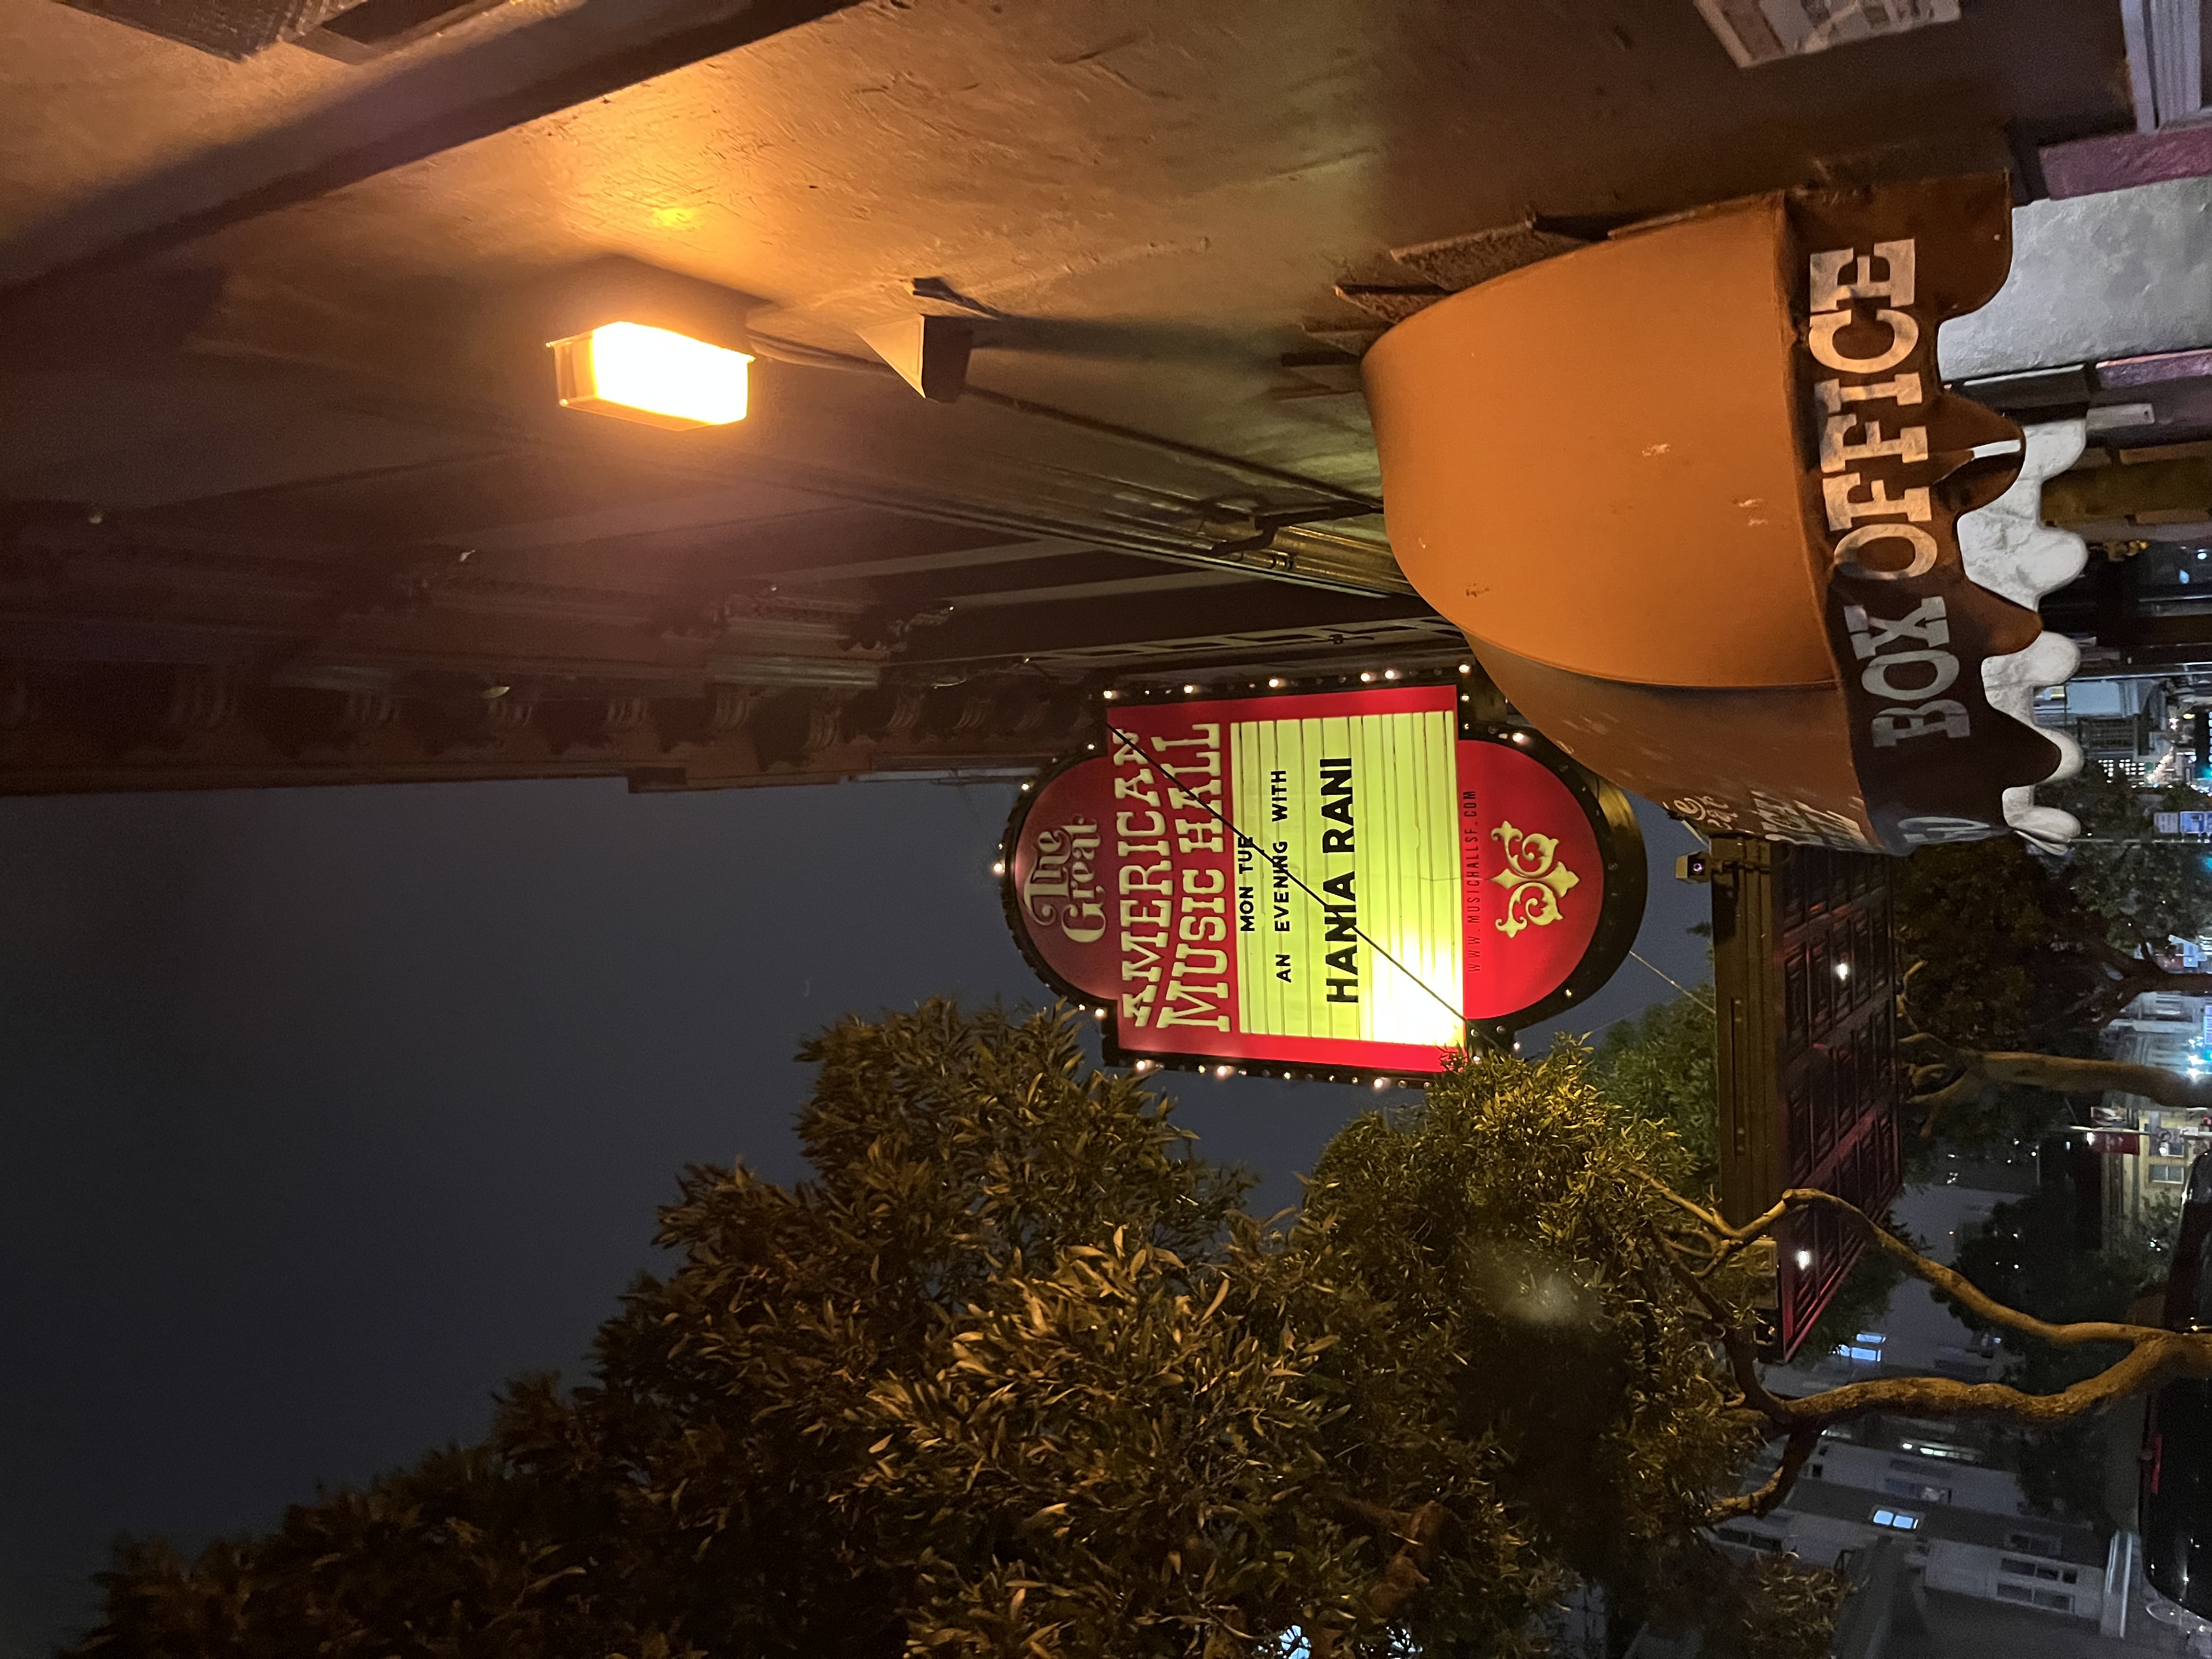 The
Great
AMERICAN
MUSIC HALL
MON TUE
AN EVENING WITH
HANIA RANI
WWW.MUSICHALLSF.COM
BOX OFFICE